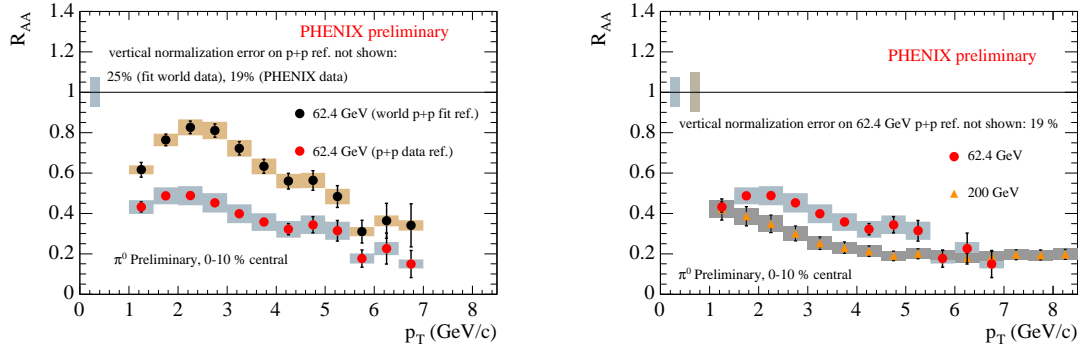 R_AA
1.4
1.2
1
0.8
0.6
0.4
0.2
0
PHENIX preliminary
vertical normalization error on p+p ref. not shown:
25% (fit world data), 19% (PHENIX data)
62.4 GeV (world p+p fit ref.)
62.4 GeV (p+p data ref.)
π⁰ Preliminary, 0-10 % central
0 1 2 3 4 5 6 7 8
p_T (GeV/c)
R_AA
1.4
1.2
1
0.8
0.6
0.4
0.2
0
PHENIX preliminary
vertical normalization error on 62.4 GeV p+p ref. not shown: 19 %
62.4 GeV
200 GeV
π⁰ Preliminary, 0-10 % central
0 1 2 3 4 5 6 7 8
p_T (GeV/c)